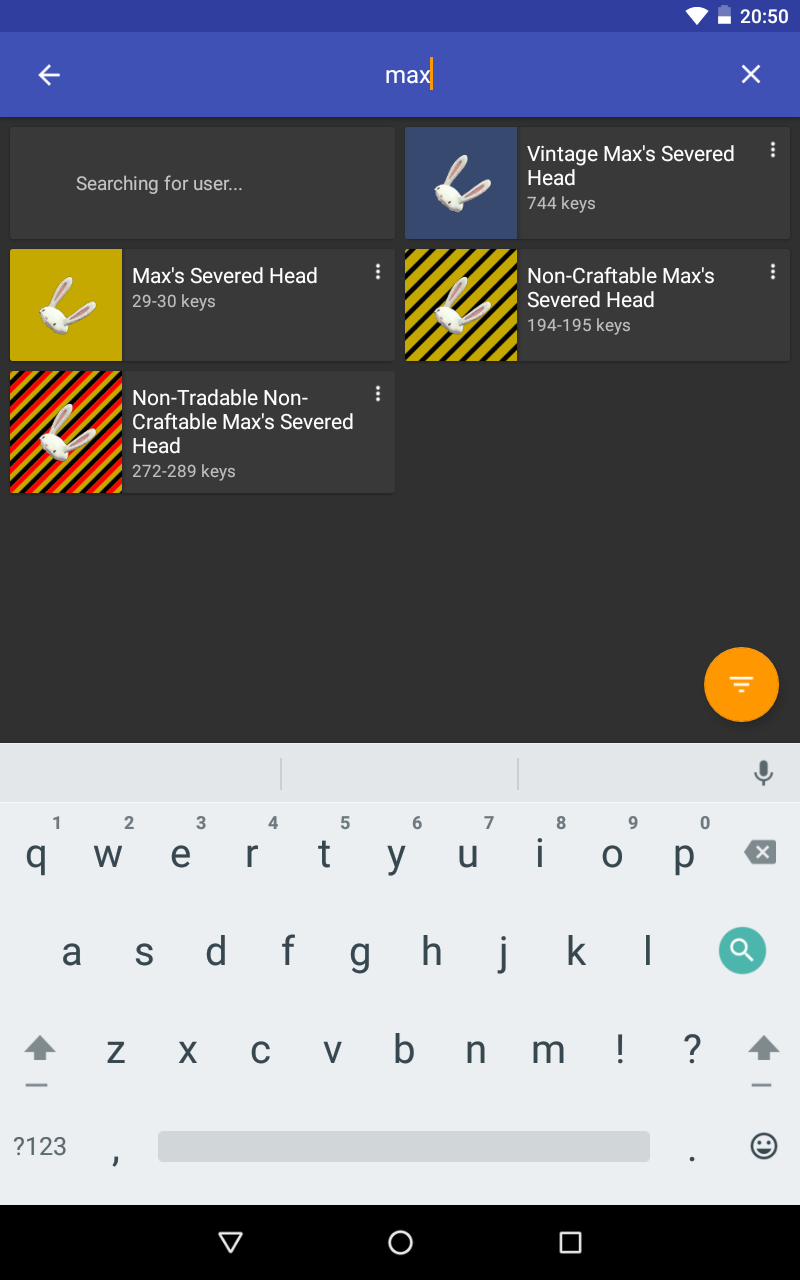 20:50
max
Searching for user...
Vintage Max's Severed
Head
744 keys
Max's Severed Head
29-30 keys
Non-Craftable Max's
Severed Head
194-195 keys
Non-Tradable Non-
Craftable Max's Severed
Head
272-289 keys
1 2 3 4 5 6 7 8 9 0
q w e r t y u i o p
a s d f g h j k l
z x c v b n m ! ?
?123 , .